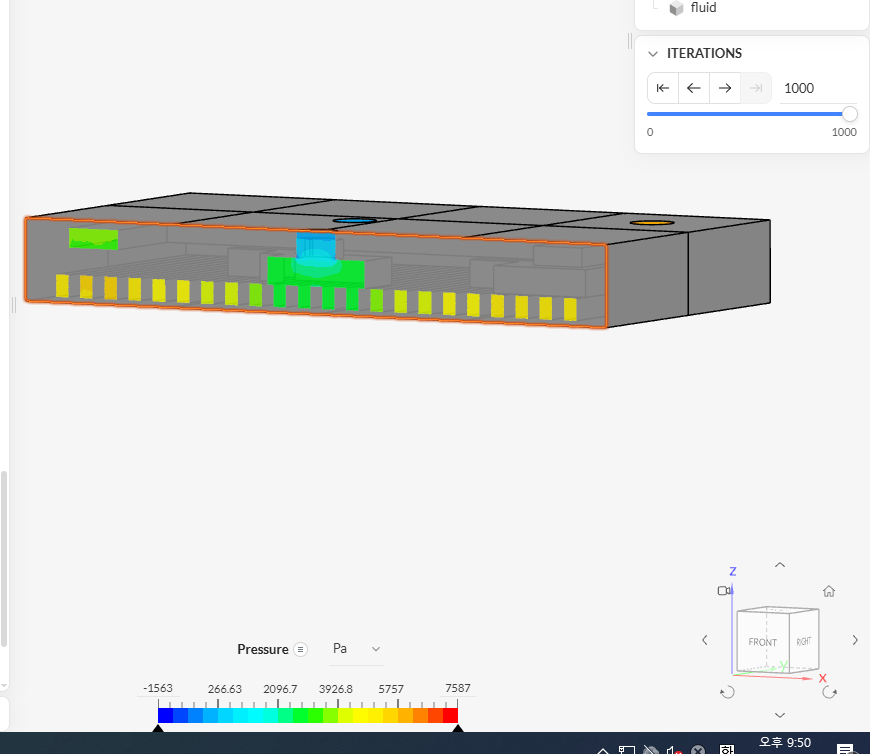 fluid
ITERATIONS
1000
0 1000
Z
FRONT RIGHT
Y
X
Pressure Pa
-1563 266.63 2096.7 3926.8 5757 7587
한 오후 9:50